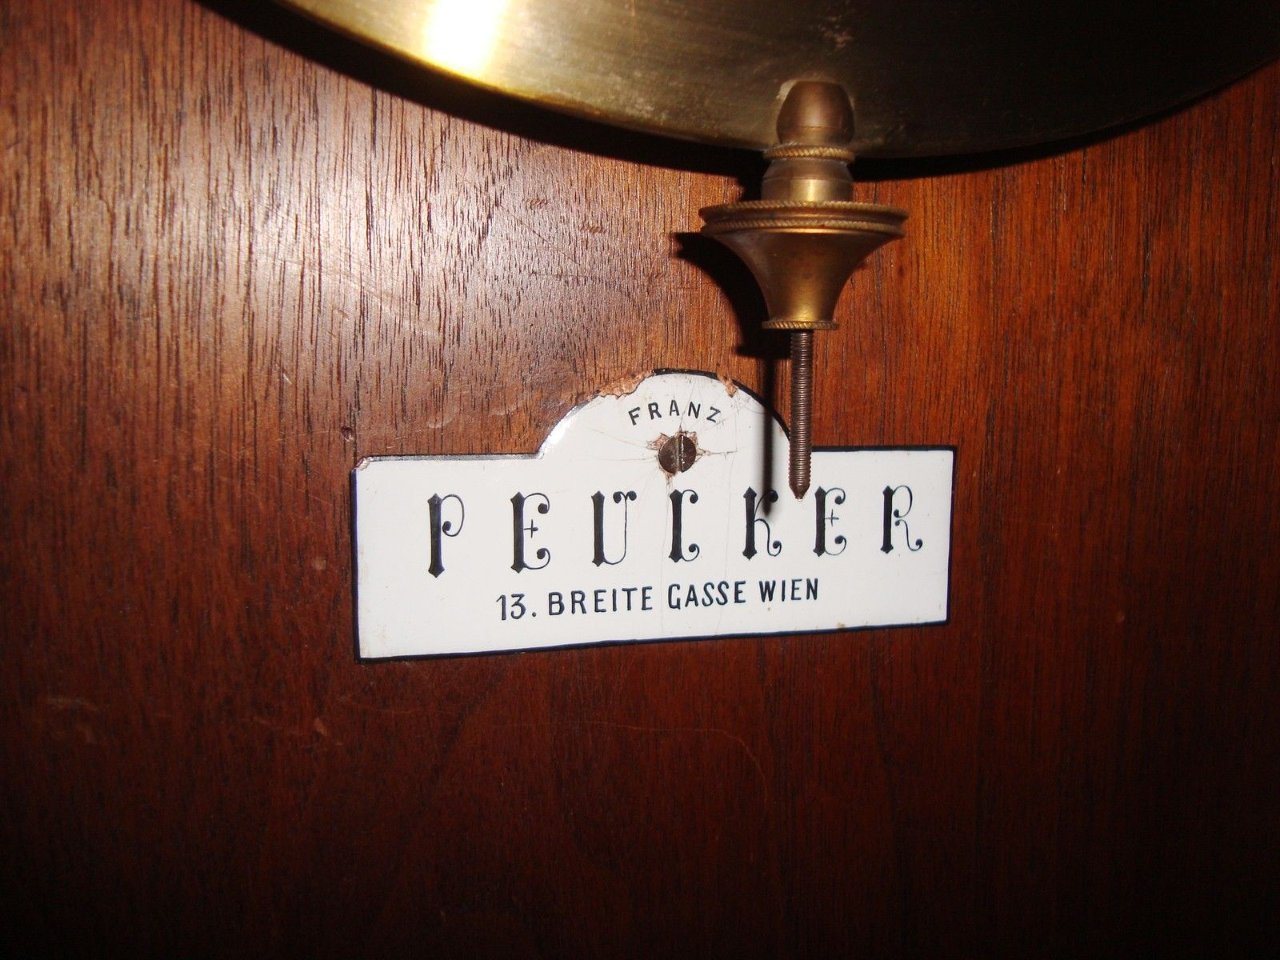 FRANZ
PEUCKER
13. BREITE GASSE WIEN